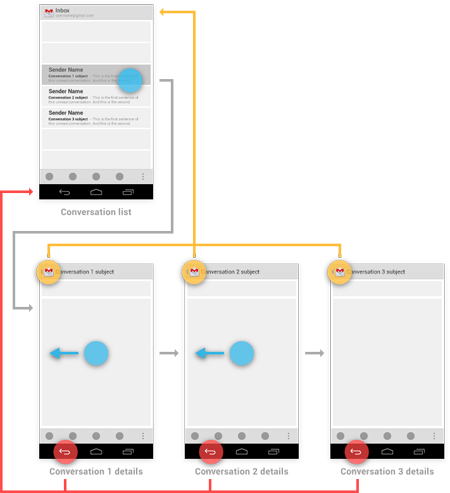 Inbox
Sender Name
Conversation 1 subject - This is the first sentence of
this unread conversation. And this is the second.
Sender Name
Conversation 2 subject - This is the first sentence of
this unread conversation. And this is the second.
Sender Name
Conversation 3 subject - This is the first sentence of
this unread conversation. And this is the second.
Conversation list
Conversation 1 subject
Conversation 2 subject
Conversation 3 subject
Conversation 1 details
Conversation 2 details
Conversation 3 details